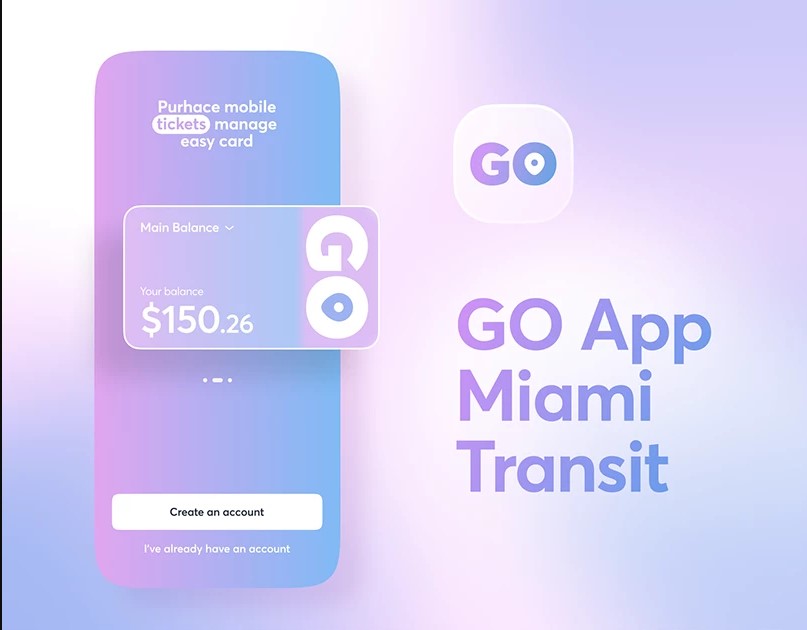 Purhace mobile
tickets manage
easy card
Main Balance
Your balance
$150.26
GO
Create an account
I've already have an account
GO
GO App
Miami
Transit